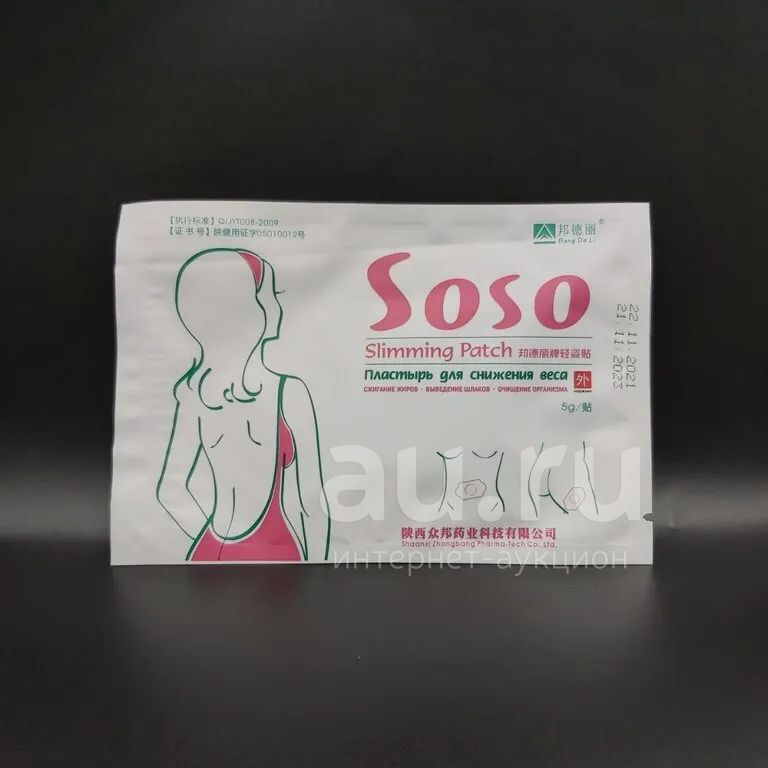 【执行标准】Q/JYT008-2009
【证 书 号】陕健用证字05010012号
邦德丽®
Bang De Li
Soso
Slimming Patch 邦德丽牌轻姿贴
Пластырь для снижения веса
外
СЖИГАНИЕ ЖИРОВ · ВЫВЕДЕНИЕ ШЛАКОВ · ОЧИЩЕНИЕ ОРГАНИЗМА
5g/贴
22.11.2021
21.11.2023
au.ru
интернет-аукцион
陕西众邦药业科技有限公司
Shaanxi Zhongbang Pharma-Tech Co.,Ltd.